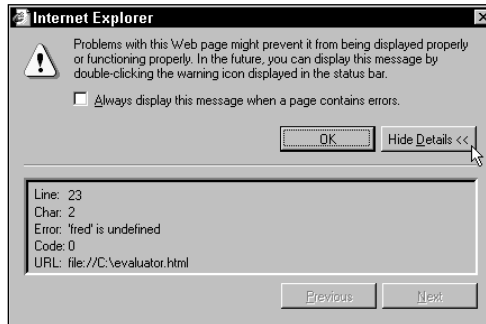 Internet Explorer
Problems with this Web page might prevent it from being displayed properly
or functioning properly. In the future, you can display this message by
double-clicking the warning icon displayed in the status bar.
Always display this message when a page contains errors.
OK Hide Details <<
Line: 23
Char: 2
Error: 'fred' is undefined
Code: 0
URL: file://C:\evaluator.html
Previous Next